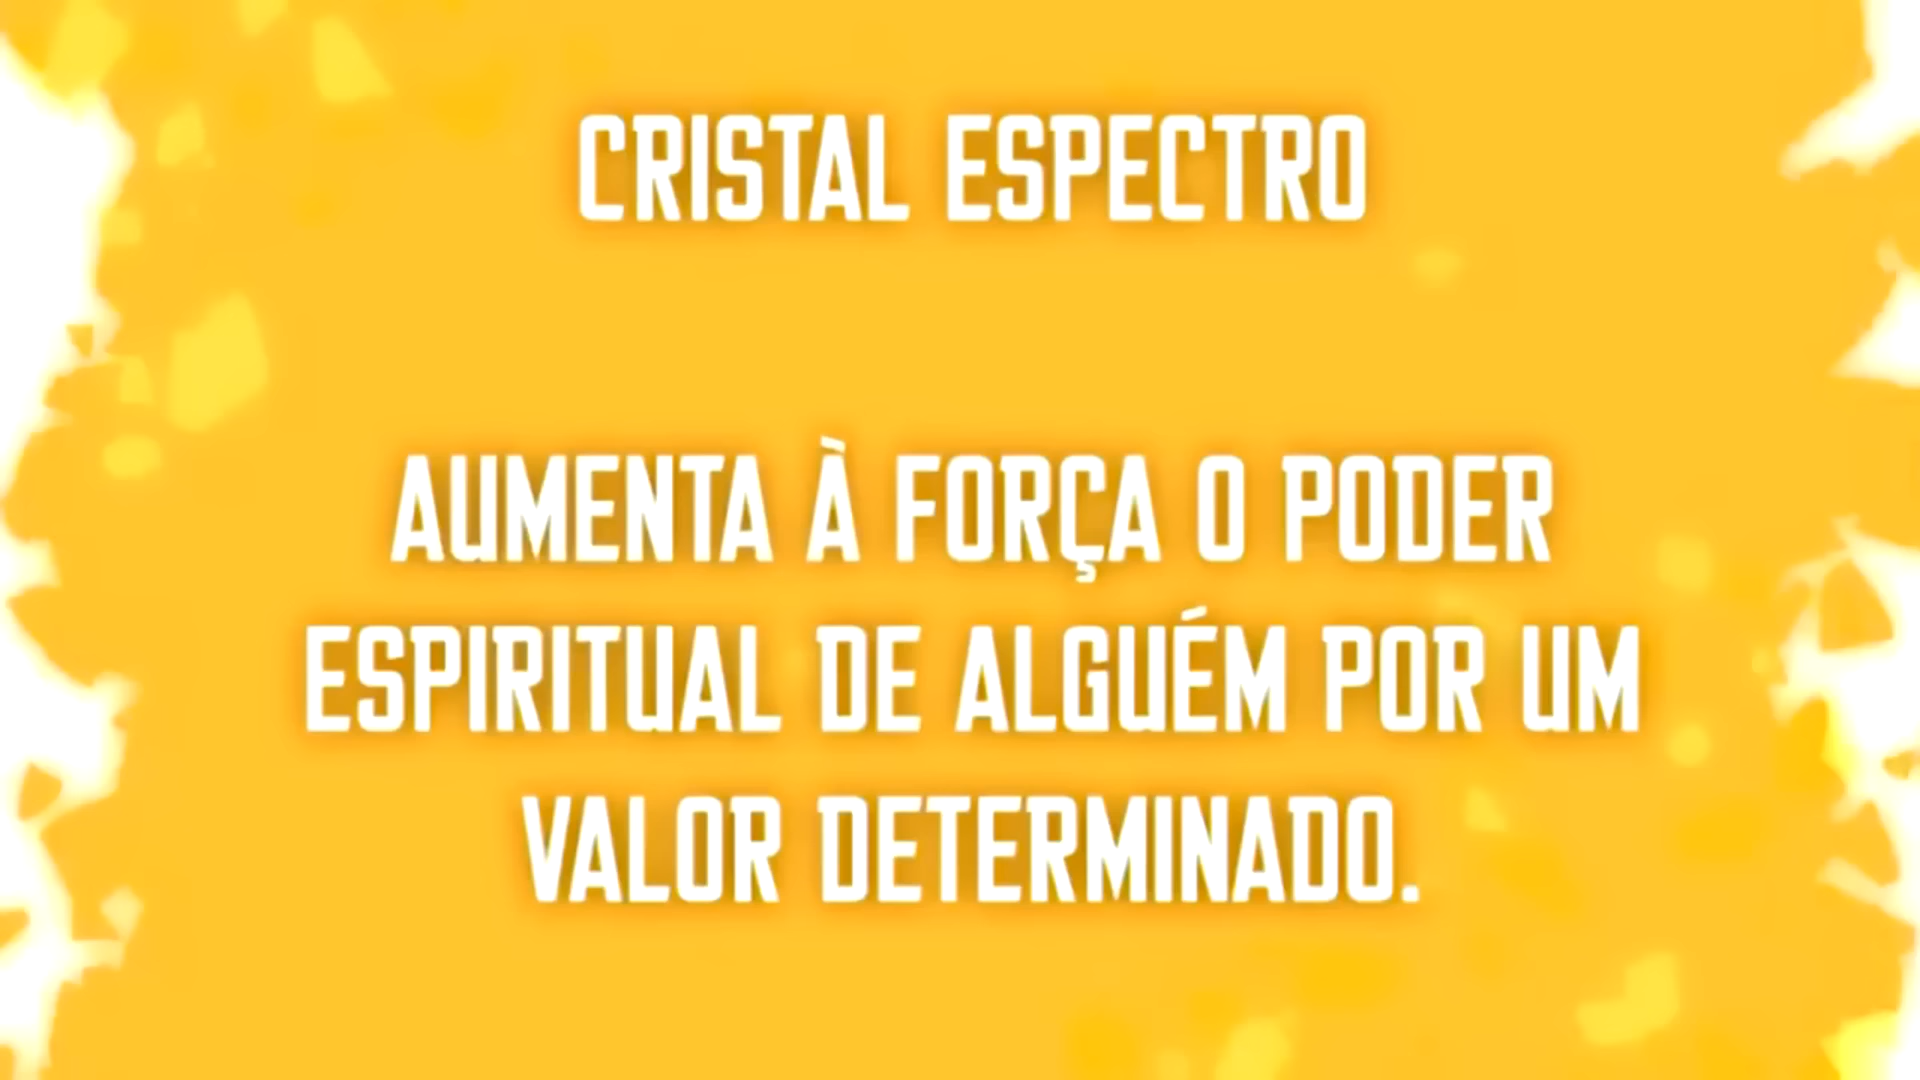 CRISTAL ESPECTRO
AUMENTA À FORÇA O PODER
ESPIRITUAL DE ALGUÉM POR UM
VALOR DETERMINADO.